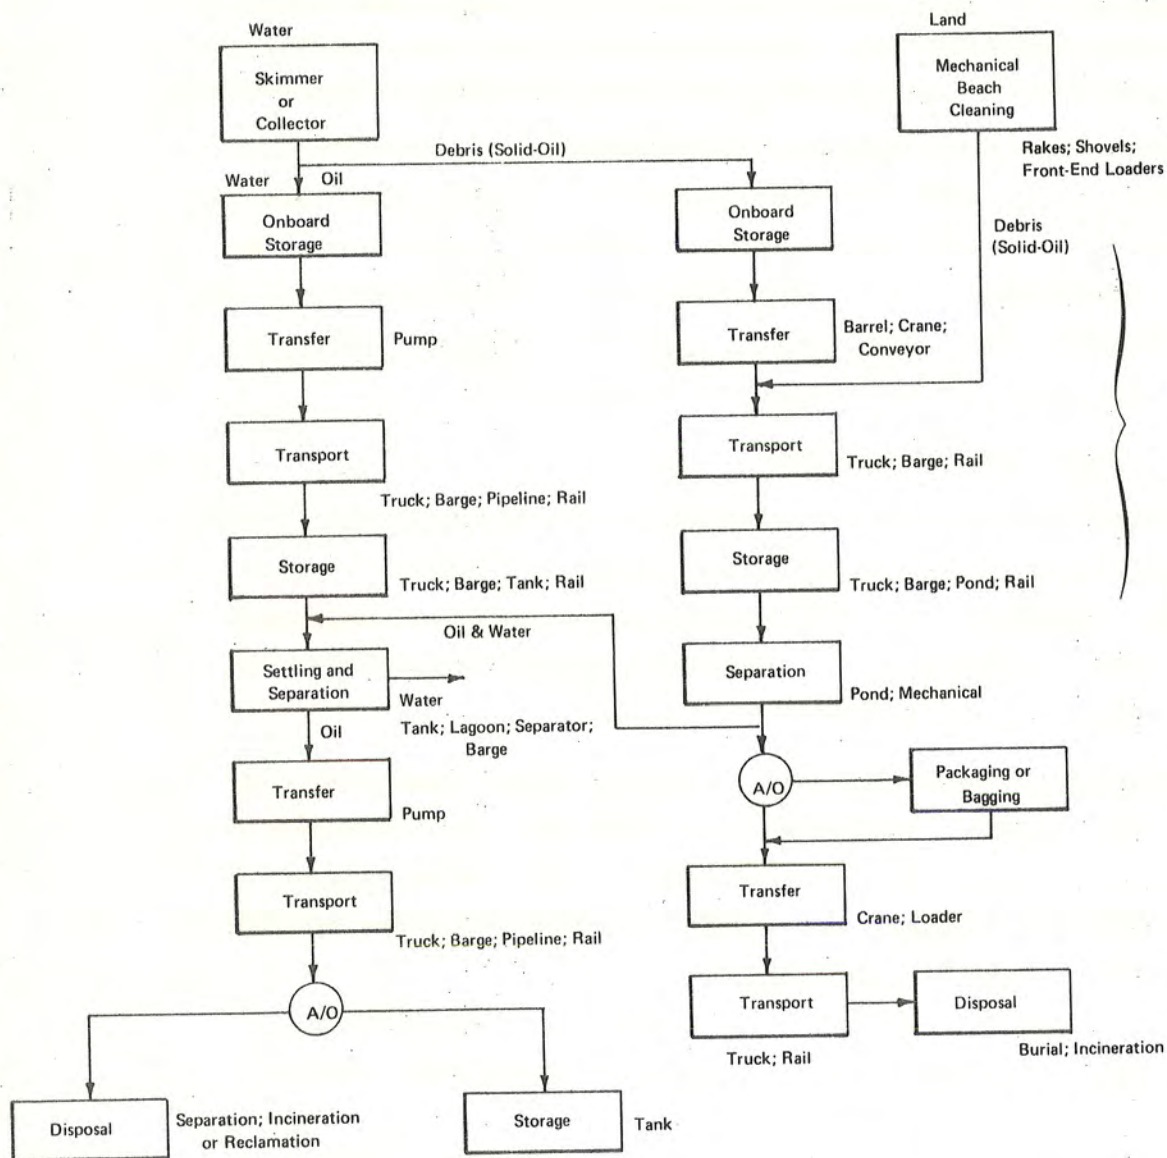 Water
Skimmer
or
Collector
Land
Mechanical
Beach
Cleaning
Rakes; Shovels;
Front-End Loaders
Debris (Solid-Oil)
Water
Oil
Onboard
Storage
Onboard
Storage
Debris
(Solid-Oil)
Transfer
Pump
Transfer
Barrel; Crane;
Conveyor
Transport
Truck; Barge; Pipeline; Rail
Transport
Truck; Barge; Rail
Storage
Truck; Barge; Tank; Rail
Storage
Truck; Barge; Pond; Rail
Oil & Water
Settling and
Separation
Water
Tank; Lagoon; Separator;
Barge
Oil
Separation
Pond; Mechanical
Transfer
Pump
A/O
Packaging or
Bagging
Transport
Truck; Barge; Pipeline; Rail
Transfer
Crane; Loader
A/O
Transport
Truck; Rail
Disposal
Burial; Incineration
Disposal
Separation; Incineration
or Reclamation
Storage
Tank